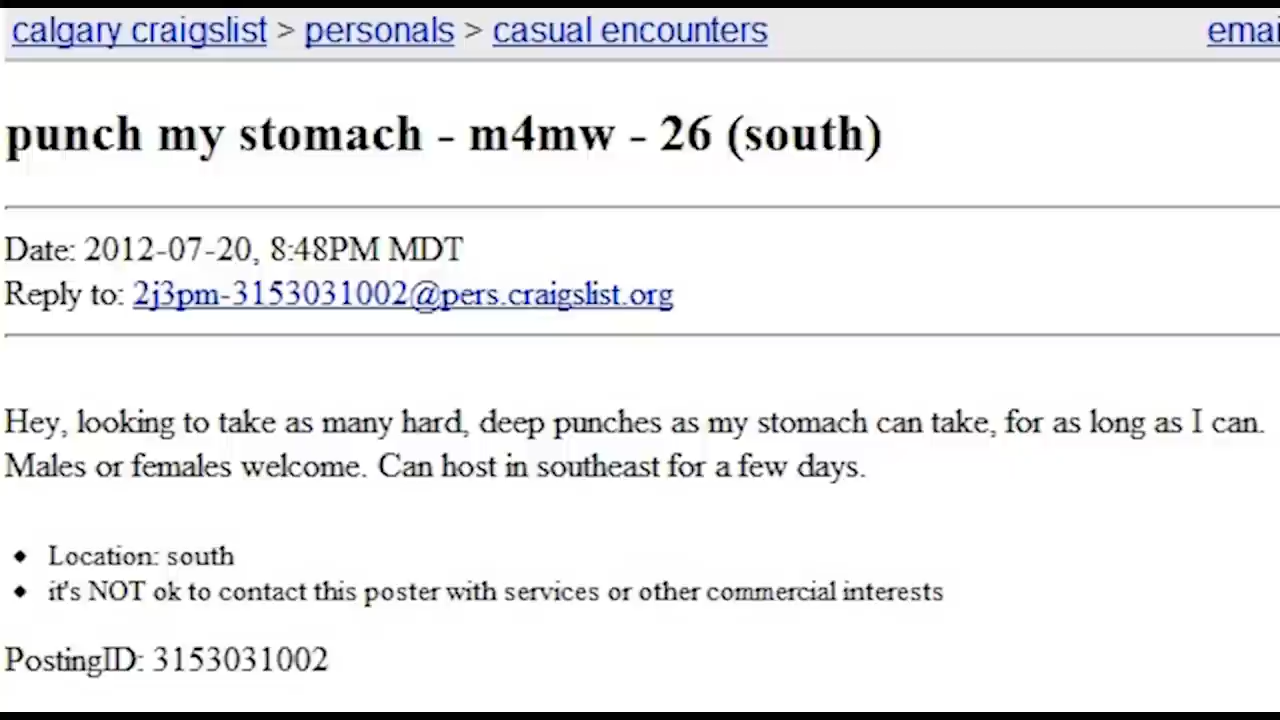 calgary craigslist > personals > casual encounters emai
punch my stomach - m4mw - 26 (south)
Date: 2012-07-20, 8:48PM MDT
Reply to: 2j3pm-3153031002@pers.craigslist.org
Hey, looking to take as many hard, deep punches as my stomach can take, for as long as I can.
Males or females welcome. Can host in southeast for a few days.
Location: south
it's NOT ok to contact this poster with services or other commercial interests
PostingID: 3153031002